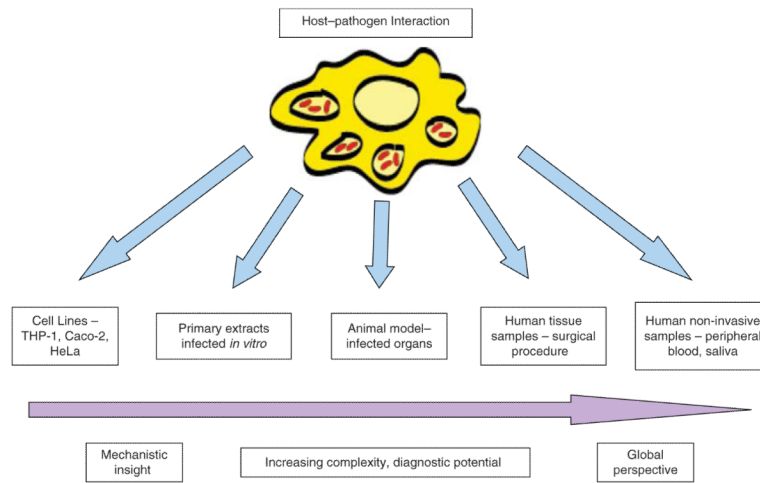 Host–pathogen Interaction
Cell Lines –
THP-1, Caco-2,
HeLa
Primary extracts
infected in vitro
Animal model–
infected organs
Human tissue
samples – surgical
procedure
Human non-invasive
samples – peripheral
blood, saliva
Mechanistic
insight
Increasing complexity, diagnostic potential
Global
perspective